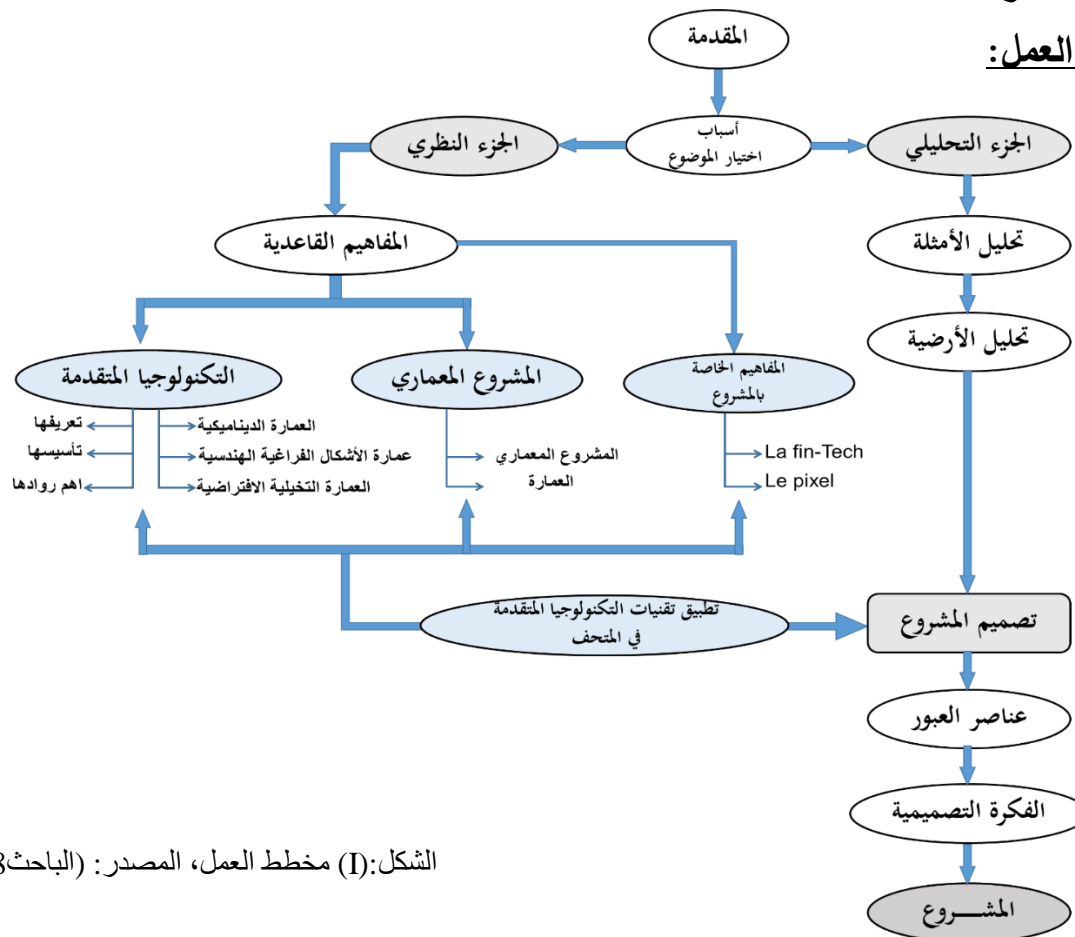 العمل:
المقدمة
أسباب
اختيار الموضوع
الجزء التحليلي
الجزء النظري
المفاهيم القاعدية
تحليل الأمثلة
تحليل الأرضية
المفاهيم الخاصة
بالمشروع
المشروع المعماري
التكنولوجيا المتقدمة
La fin-Tech
Le pixel
المشروع المعماري
العمارة
العمارة الديناميكية
عمارة الأشكال الفراغية الهندسية
العمارة التخيلية الافتراضية
تعريفها
تأسيسها
اهم روادها
تطبيق تقنيات التكنولوجيا المتقدمة
في المتحف
تصميم المشروع
عناصر العبور
الفكرة التصميمية
المشـــروع
الشكل:(I) مخطط العمل، المصدر: (الباحث